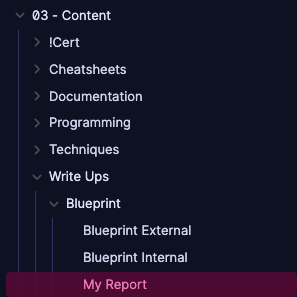 03 - Content
!Cert
Cheatsheets
Documentation
Programming
Techniques
Write Ups
Blueprint
Blueprint External
Blueprint Internal
My Report